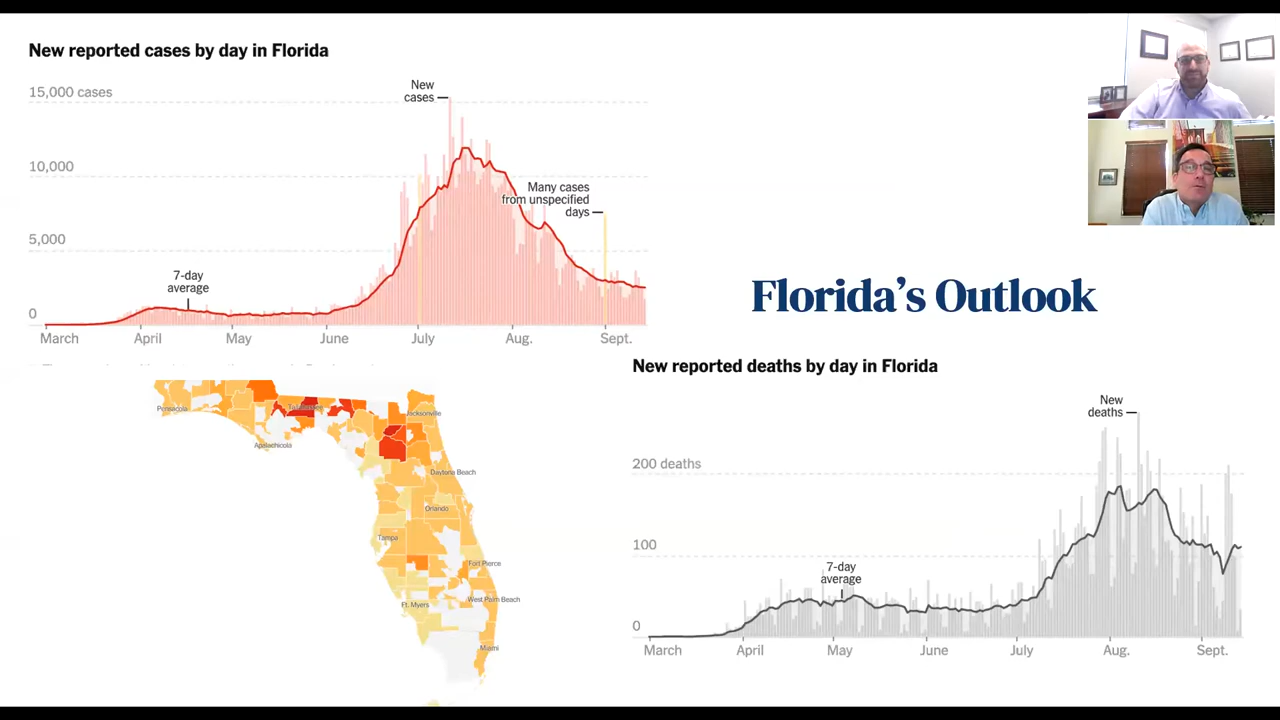 New reported cases by day in Florida
15,000 cases
New
cases
10,000
Many cases
from unspecified
days
5,000
7-day
average
0
March
April
May
June
July
Aug.
Sept.
Florida's Outlook
Pensacola
Tallahassee
Jacksonville
Apalachicola
Daytona Beach
Orlando
Tampa
Fort Pierce
Ft. Myers
West Palm Beach
Miami
New reported deaths by day in Florida
New
deaths
200 deaths
100
7-day
average
0
March
April
May
June
July
Aug.
Sept.